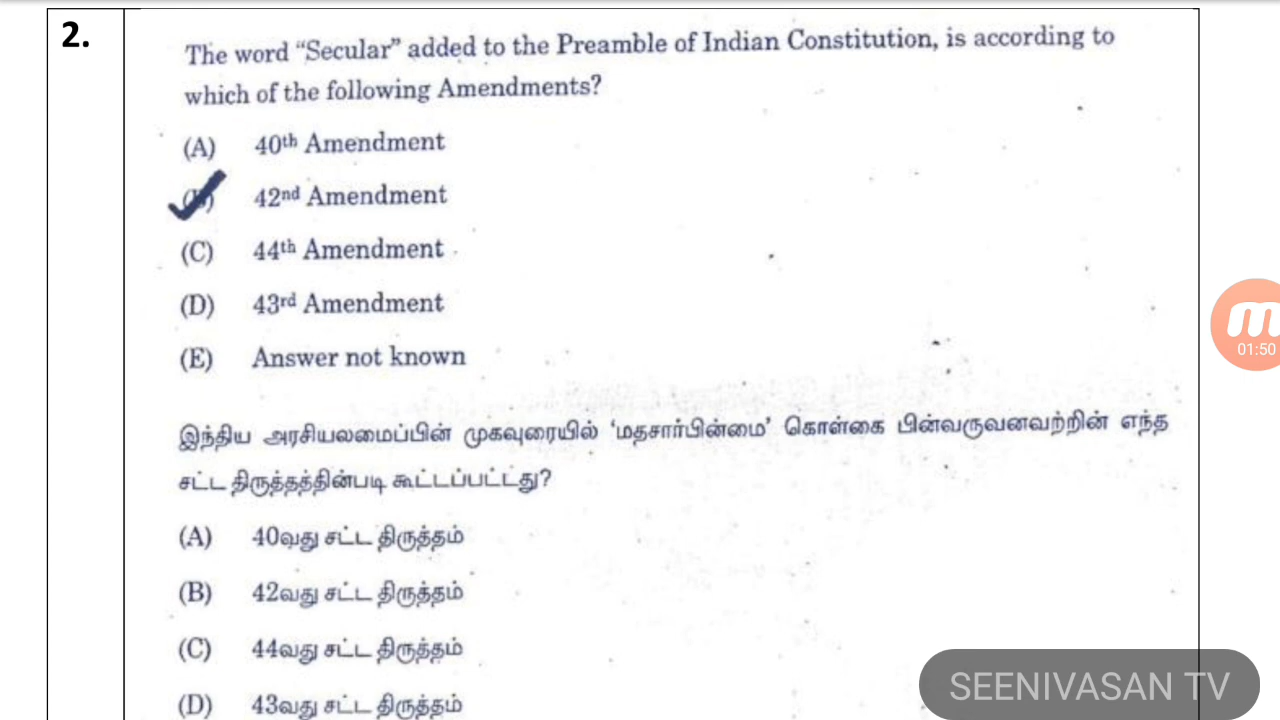 2.
The word “Secular” added to the Preamble of Indian Constitution, is according to
which of the following Amendments?
(A) 40th Amendment
(B) 42nd Amendment
(C) 44th Amendment
(D) 43rd Amendment
(E) Answer not known
இந்திய அரசியலமைப்பின் முகவுரையில் ‘மதசார்பின்மை’ கொள்கை பின்வருவனவற்றின் எந்த
சட்ட திருத்தத்தின்படி கூட்டப்பட்ட்து?
(A) 40வது சட்ட திருத்தம்
(B) 42வது சட்ட திருத்தம்
(C) 44வது சட்ட திருத்தம்
(D) 43வது சட்ட திருத்தம்
01:50
SEENIVASAN TV